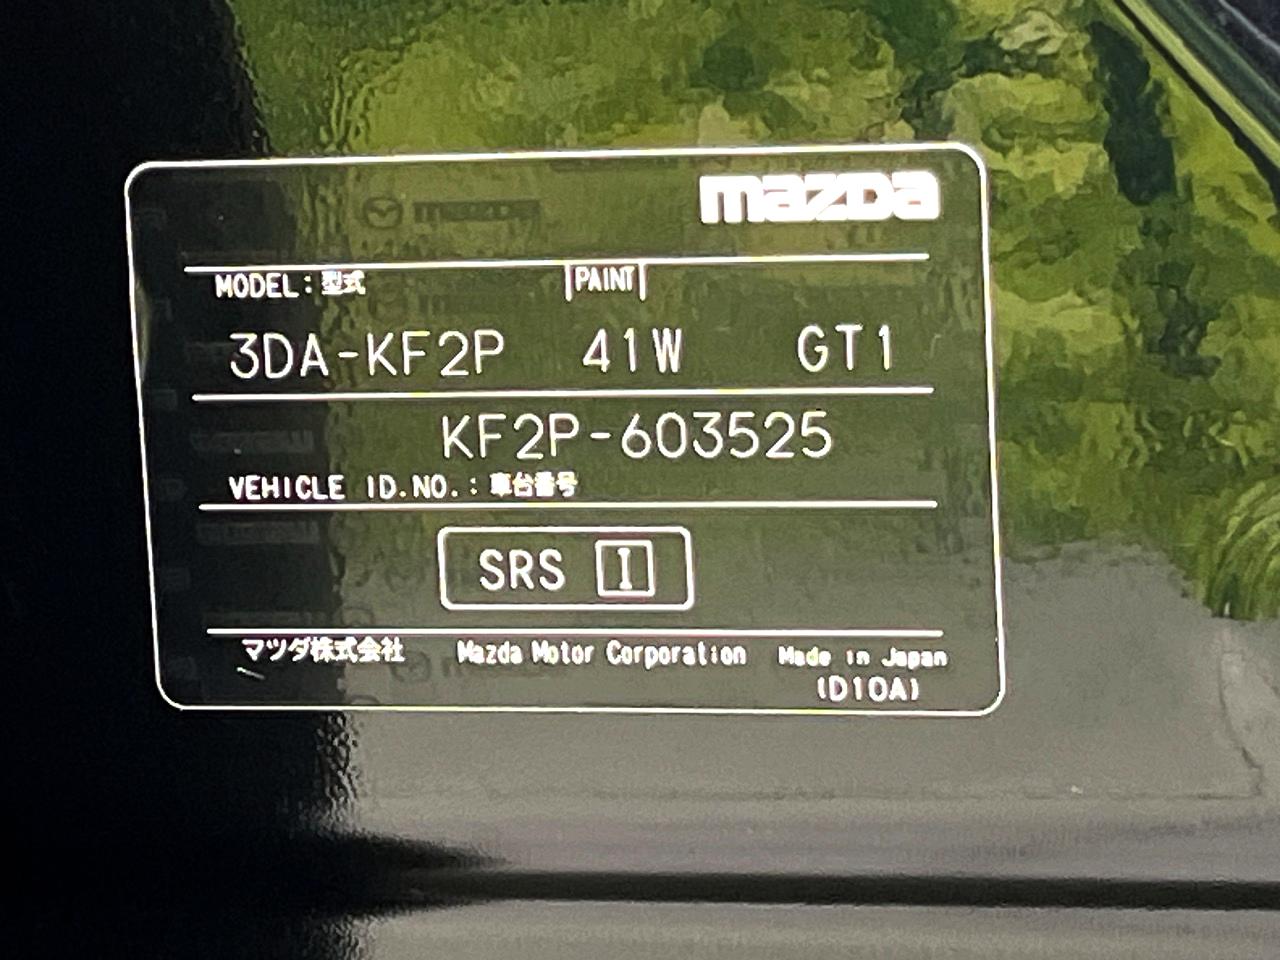 mazda
MODEL: 型式 PAINT
3DA-KF2P 41W GT1
KF2P-603525
VEHICLE ID.NO.: 車台番号
SRS I
マツダ株式会社 Mazda Motor Corporation Made in Japan
(D10A)